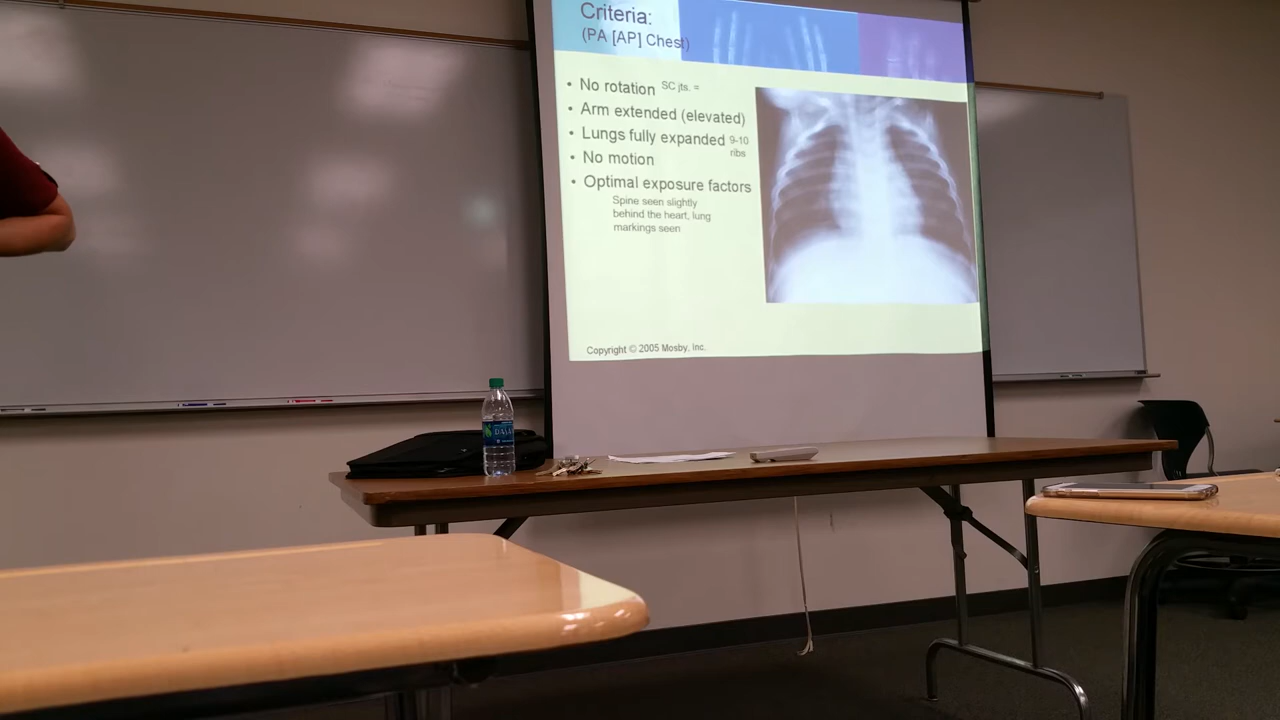 Criteria:
(PA [AP] Chest)
• No rotation SC jts. =
• Arm extended (elevated)
• Lungs fully expanded 9-10
ribs
• No motion
• Optimal exposure factors
Spine seen slightly
behind the heart, lung
markings seen
Copyright © 2005 Mosby, Inc.